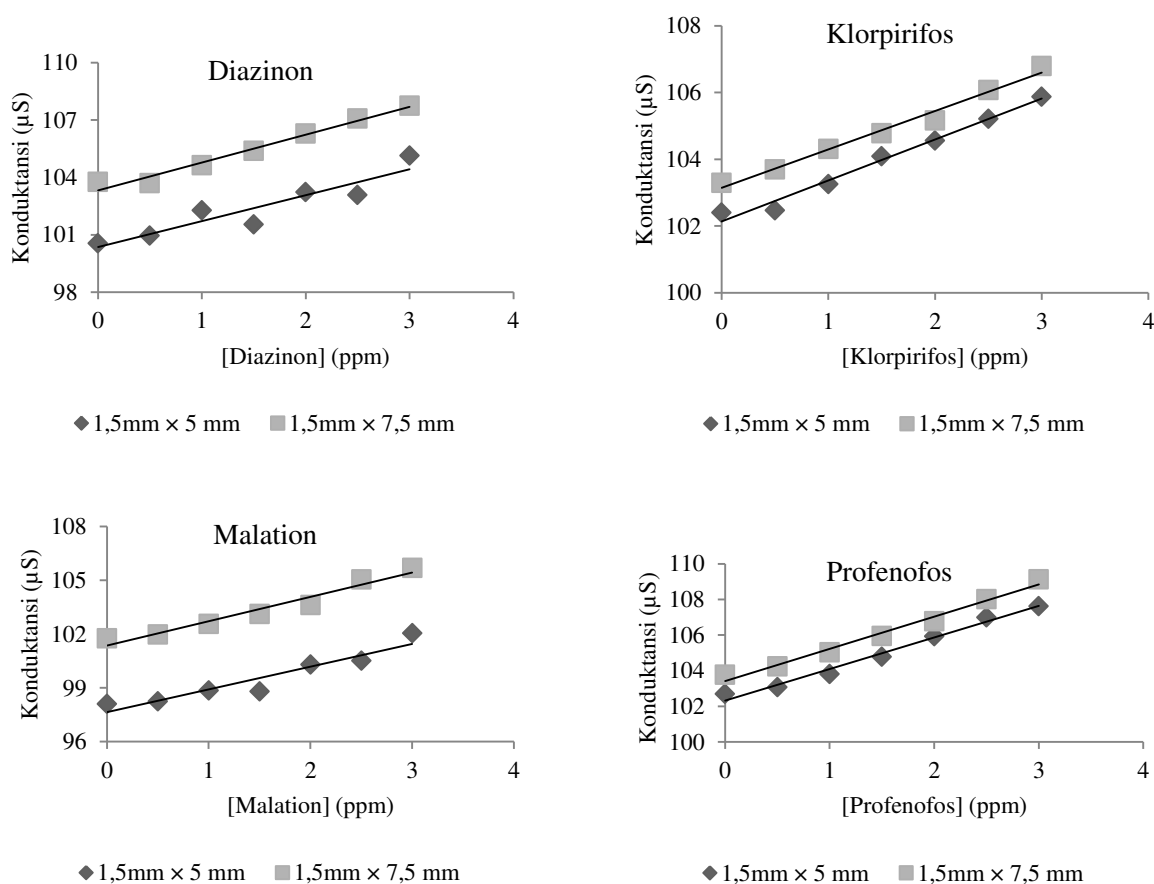 Diazinon
Konduktansi (µS)
110
107
104
101
98
0 1 2 3 4
[Diazinon] (ppm)
1,5mm × 5 mm 1,5mm × 7,5 mm
Klorpirifos
Konduktansi (µS)
108
106
104
102
100
0 1 2 3 4
[Klorpirifos] (ppm)
1,5mm × 5 mm 1,5mm × 7,5 mm
Malation
Konduktansi (µS)
108
105
102
99
96
0 1 2 3 4
[Malation] (ppm)
1,5mm × 5 mm 1,5mm × 7,5 mm
Profenofos
Konduktansi (µS)
110
108
106
104
102
100
0 1 2 3 4
[Profenofos] (ppm)
1,5mm × 5 mm 1,5mm × 7,5 mm